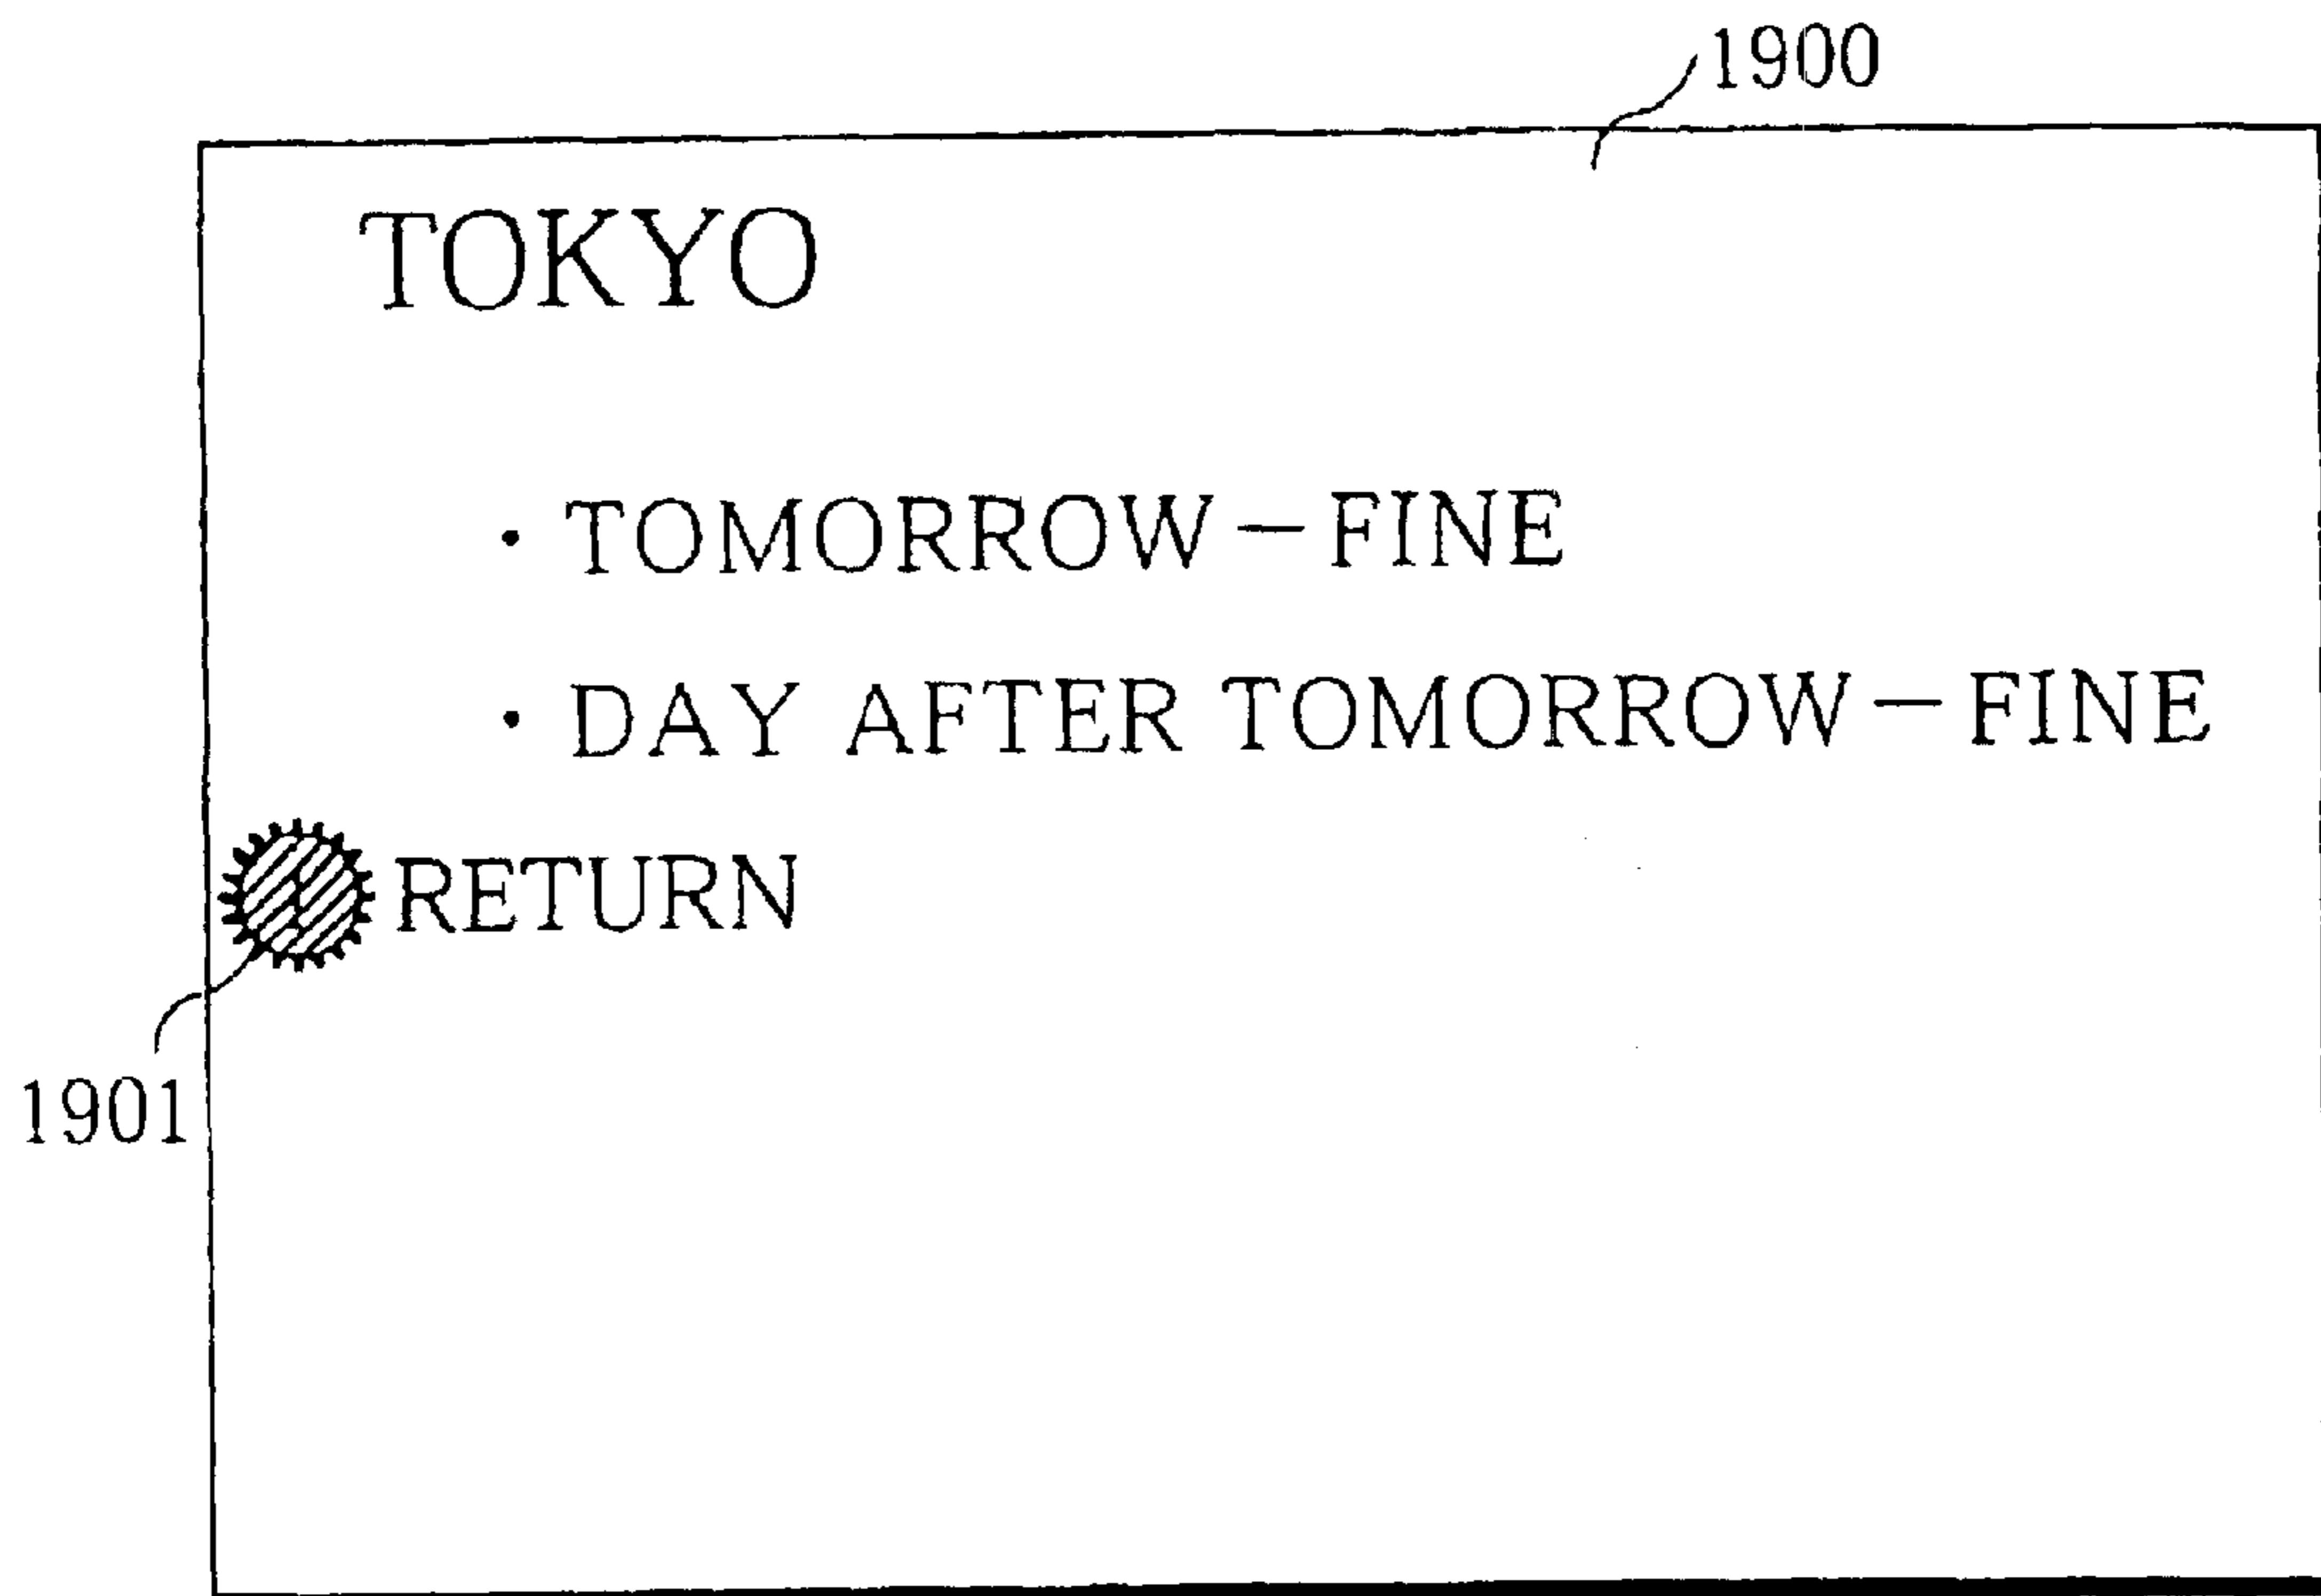 1900
TOKYO
· TOMORROW—FINE
· DAY AFTER TOMORROW—FINE
RETURN
1901